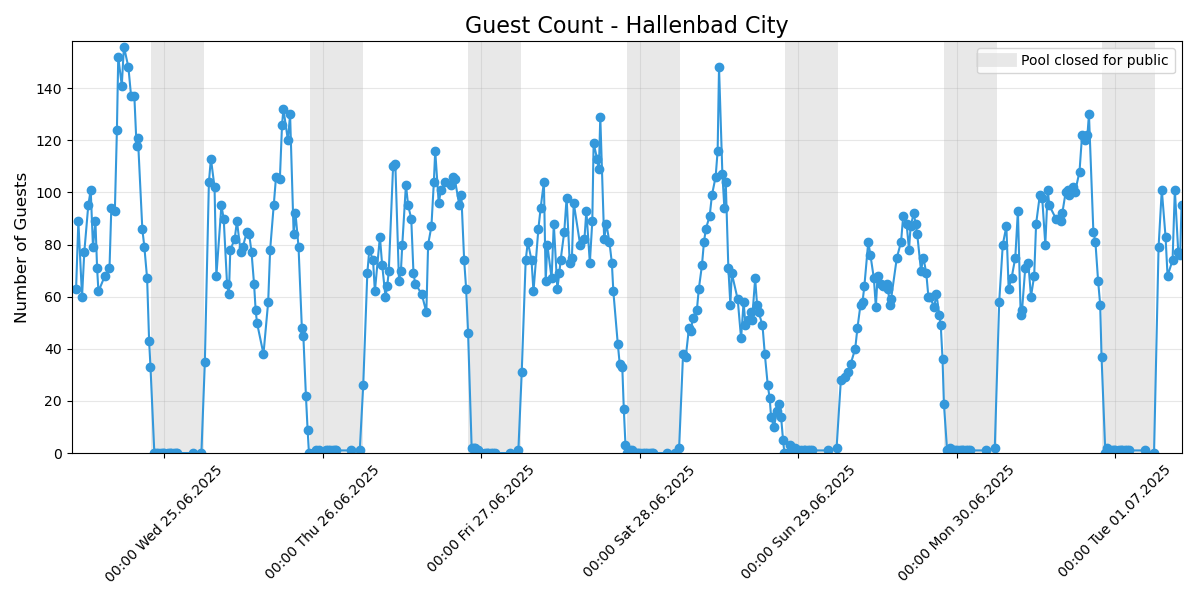 Guest Count - Hallenbad City
Pool closed for public
Number of Guests
140
120
100
80
60
40
20
0
00:00 Wed 25.06.2025
00:00 Thu 26.06.2025
00:00 Fri 27.06.2025
00:00 Sat 28.06.2025
00:00 Sun 29.06.2025
00:00 Mon 30.06.2025
00:00 Tue 01.07.2025